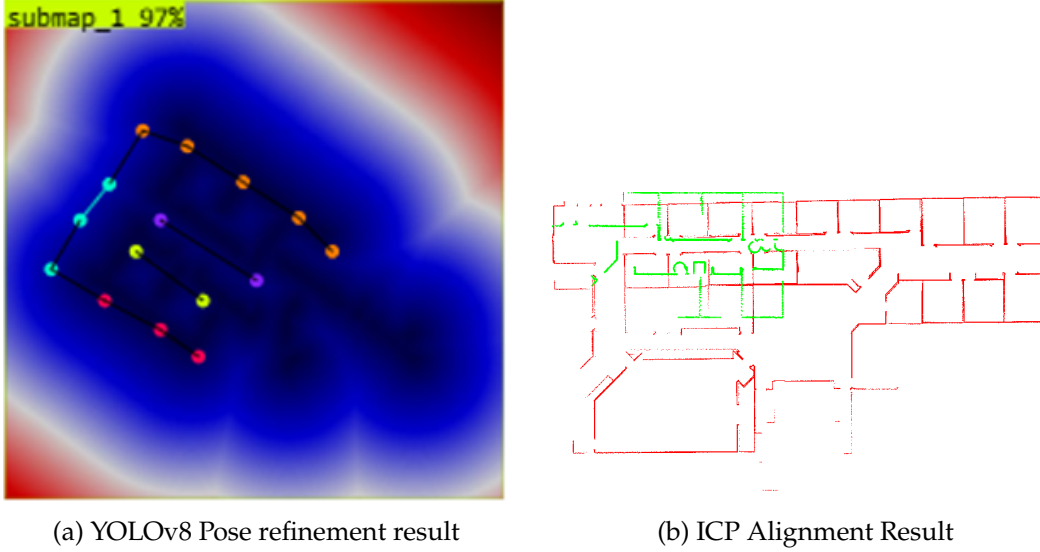 submap_1 97%
(a) YOLOv8 Pose refinement result
(b) ICP Alignment Result